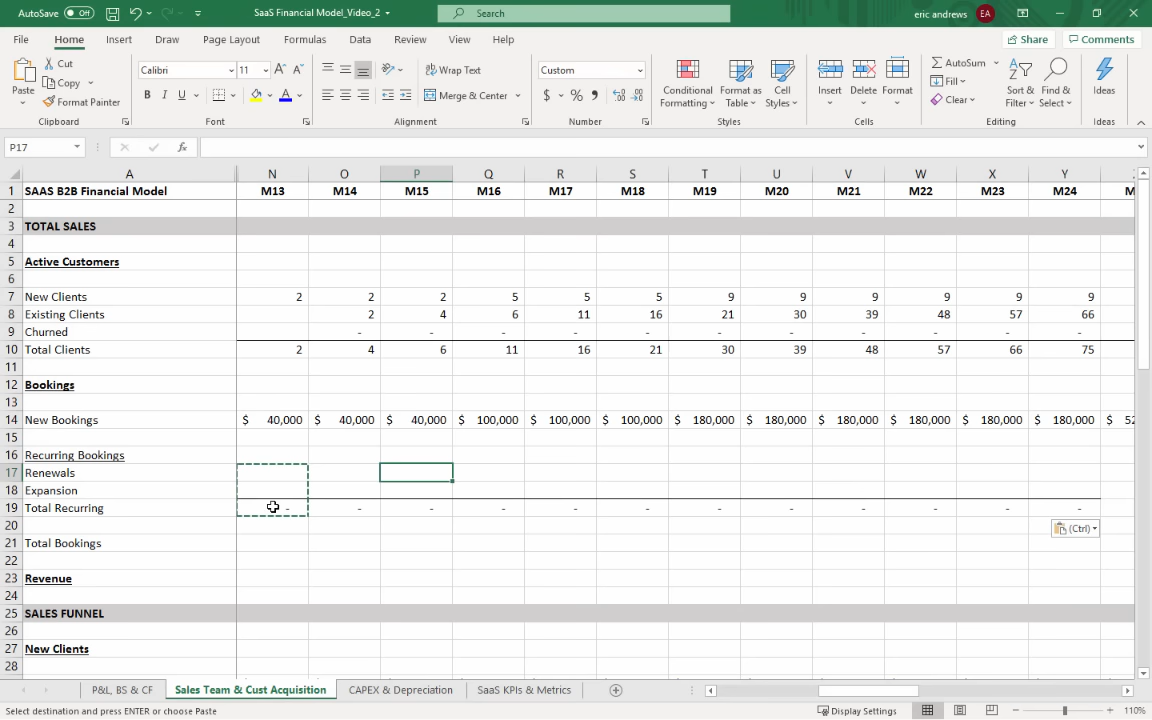 AutoSave Off SaaS Financial Model_Video_2 Search eric andrews EA
File Home Insert Draw Page Layout Formulas Data Review View Help Share Comments
Paste Cut Copy Format Painter Clipboard
Calibri 11 B I U A Font
Wrap Text Merge & Center Alignment
Custom $ % Number
Conditional Formatting Format as Table Cell Styles Styles
Insert Delete Format Cells
AutoSum Fill Clear Sort & Filter Find & Select Editing
Ideas Ideas
P17 fx
A N O P Q R S T U V W X Y
1 SAAS B2B Financial Model M13 M14 M15 M16 M17 M18 M19 M20 M21 M22 M23 M24 M
2
3 TOTAL SALES
4
5 Active Customers
6
7 New Clients 2 2 2 5 5 5 9 9 9 9 9 9
8 Existing Clients 2 4 6 11 16 21 30 39 48 57 66
9 Churned - - - - - - - - - - -
10 Total Clients 2 4 6 11 16 21 30 39 48 57 66 75
11
12 Bookings
13
14 New Bookings $ 40,000 $ 40,000 $ 40,000 $ 100,000 $ 100,000 $ 100,000 $ 180,000 $ 180,000 $ 180,000 $ 180,000 $ 180,000 $ 180,000 $ 52
15
16 Recurring Bookings
17 Renewals
18 Expansion
19 Total Recurring - - - - - - - - - - - -
20
(Ctrl)
21 Total Bookings
22
23 Revenue
24
25 SALES FUNNEL
26
27 New Clients
28
P&L, BS & CF Sales Team & Cust Acquisition CAPEX & Depreciation SaaS KPIs & Metrics
Select destination and press ENTER or choose Paste Display Settings 110%